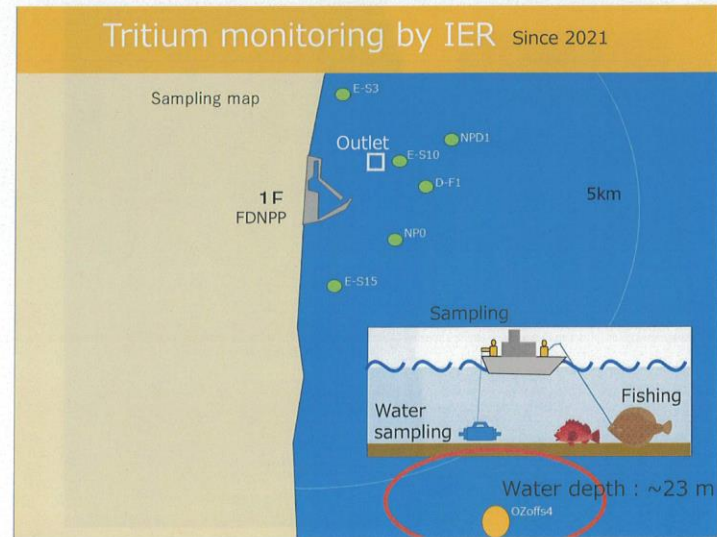 Tritium monitoring by IER Since 2021
Sampling map
E-S3
NPD1
Outlet
E-S10
D-F1
1F
FDNPP
5km
NP0
E-S15
Sampling
Fishing
Water
sampling
Water depth : ~23 m
OZoffs4